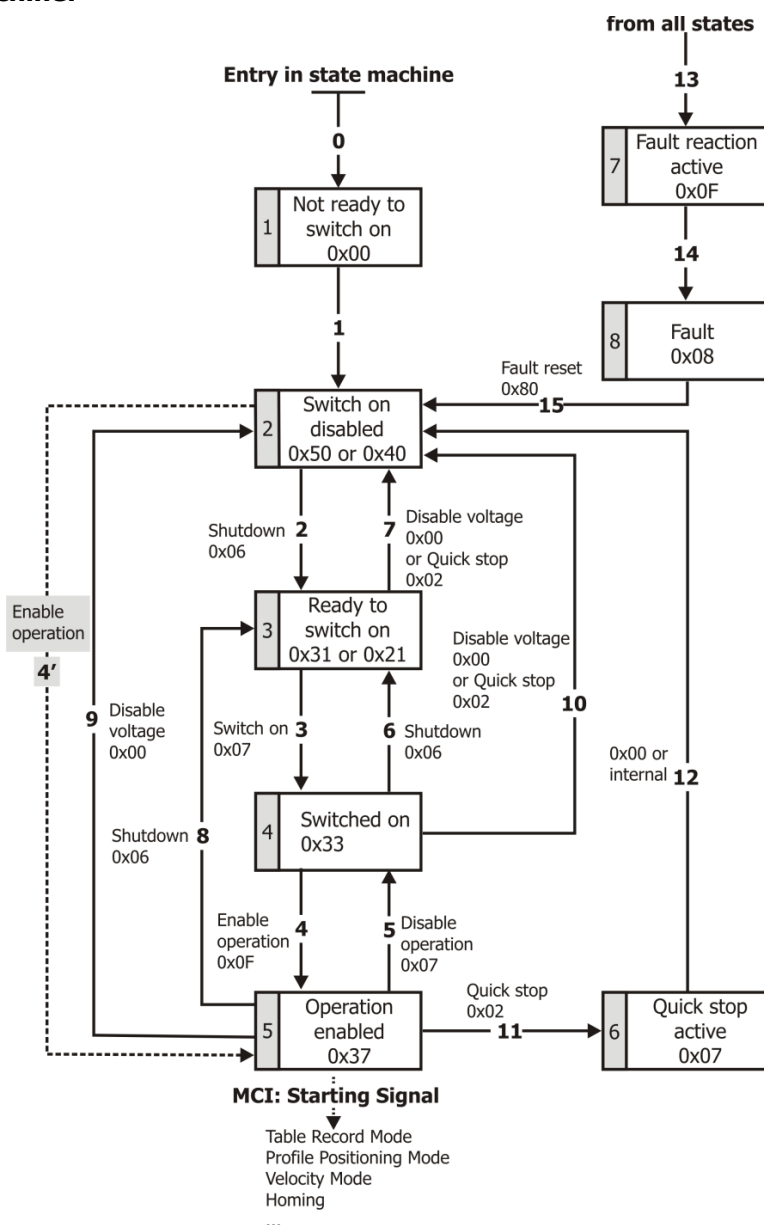 from all states
Entry in state machine
13
0
Fault reaction
active
0x0F
7
Not ready to
switch on
0x00
1
14
1
Fault
0x08
8
Fault reset
0x80
15
Switch on
disabled
0x50 or 0x40
2
Shutdown
0x06
2
7
Disable voltage
0x00
or Quick stop
0x02
Enable
operation
4’
Ready to
switch on
0x31 or 0x21
3
Disable voltage
0x00
or Quick stop
0x02
10
9
Disable
voltage
0x00
Switch on
0x07
3
6
Shutdown
0x06
0x00 or
internal
12
Shutdown
0x06
8
4
Switched on
0x33
Enable
operation
0x0F
4
5
Disable
operation
0x07
Quick stop
0x02
11
5
Operation
enabled
0x37
6
Quick stop
active
0x07
MCI: Starting Signal
Table Record Mode
Profile Positioning Mode
Velocity Mode
Homing
...